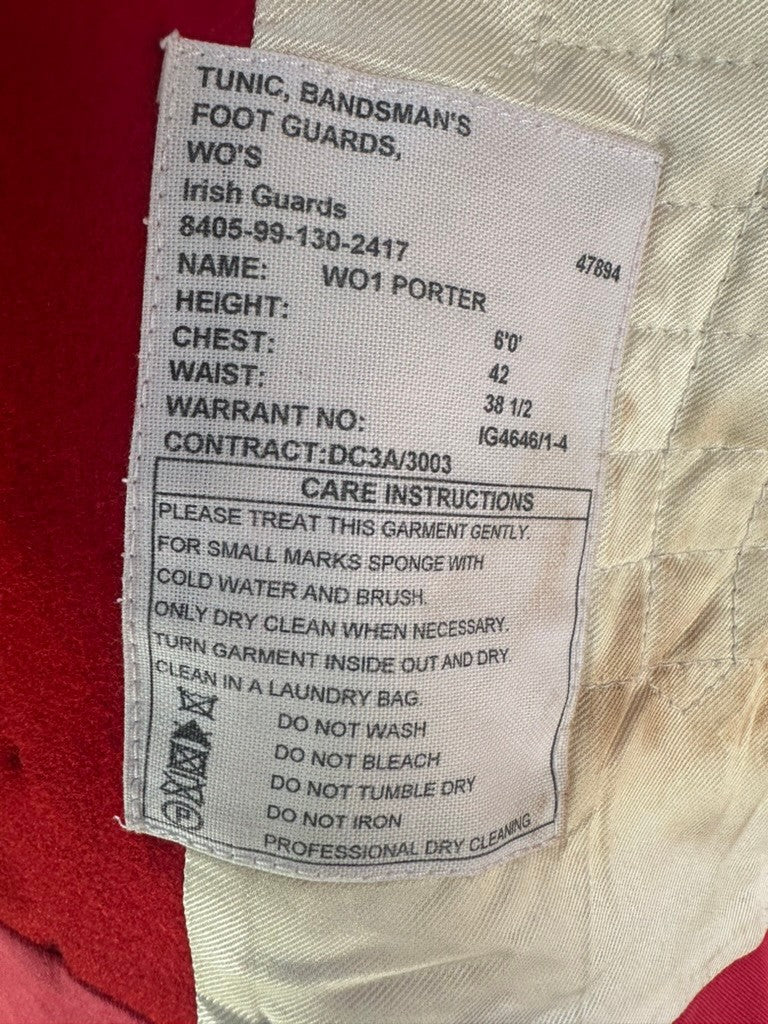 TUNIC, BANDSMAN'S
FOOT GUARDS,
WO'S
Irish Guards
8405-99-130-2417
47894
NAME: WO1 PORTER
HEIGHT: 6'0'
CHEST: 42
WAIST: 38 1/2
WARRANT NO: IG4646/1-4
CONTRACT:DC3A/3003
CARE INSTRUCTIONS
PLEASE TREAT THIS GARMENT GENTLY.
FOR SMALL MARKS SPONGE WITH
COLD WATER AND BRUSH.
ONLY DRY CLEAN WHEN NECESSARY.
TURN GARMENT INSIDE OUT AND DRY.
CLEAN IN A LAUNDRY BAG.
DO NOT WASH
DO NOT BLEACH
DO NOT TUMBLE DRY
DO NOT IRON
PROFESSIONAL DRY CLEANING